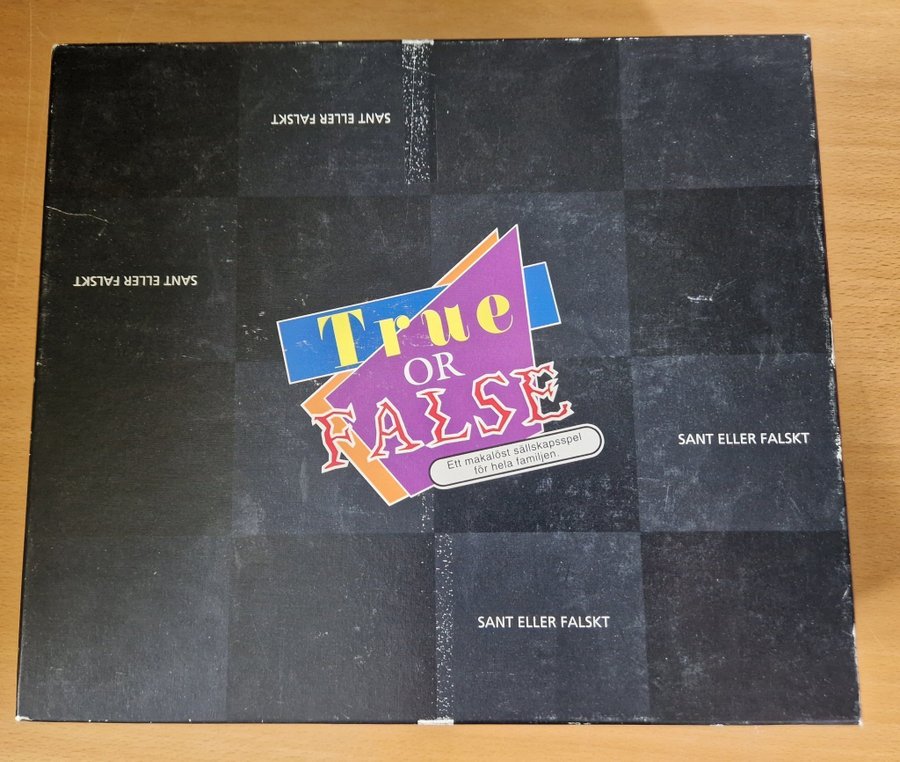 SANT ELLER FALSKT
SANT ELLER FALSKT
True
OR
FALSE
Ett makalöst sällskapsspel
för hela familjen.
SANT ELLER FALSKT
SANT ELLER FALSKT